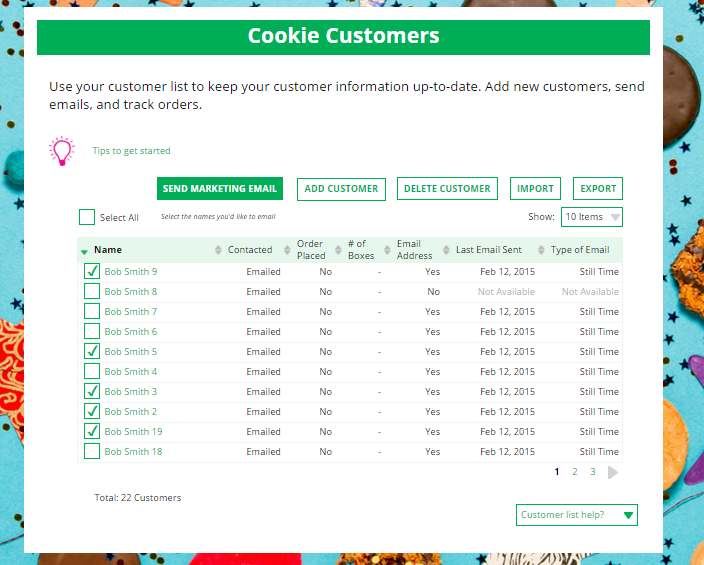 Cookie Customers
Use your customer list to keep your customer information up-to-date. Add new customers, send
emails, and track orders.
Tips to get started
SEND MARKETING EMAIL ADD CUSTOMER DELETE CUSTOMER IMPORT EXPORT
Select All Select the names you'd like to email Show: 10 Items
Name Contacted Order Placed # of Boxes Email Address Last Email Sent Type of Email
Bob Smith 9 Emailed No - Yes Feb 12, 2015 Still Time
Bob Smith 8 Emailed No - No Not Available Not Available
Bob Smith 7 Emailed No - Yes Feb 12, 2015 Still Time
Bob Smith 6 Emailed No - Yes Feb 12, 2015 Still Time
Bob Smith 5 Emailed No - Yes Feb 12, 2015 Still Time
Bob Smith 4 Emailed No - Yes Feb 12, 2015 Still Time
Bob Smith 3 Emailed No - Yes Feb 12, 2015 Still Time
Bob Smith 2 Emailed No - Yes Feb 12, 2015 Still Time
Bob Smith 19 Emailed No - Yes Feb 12, 2015 Still Time
Bob Smith 18 Emailed No - Yes Feb 12, 2015 Still Time
1 2 3
Total: 22 Customers
Customer list help?